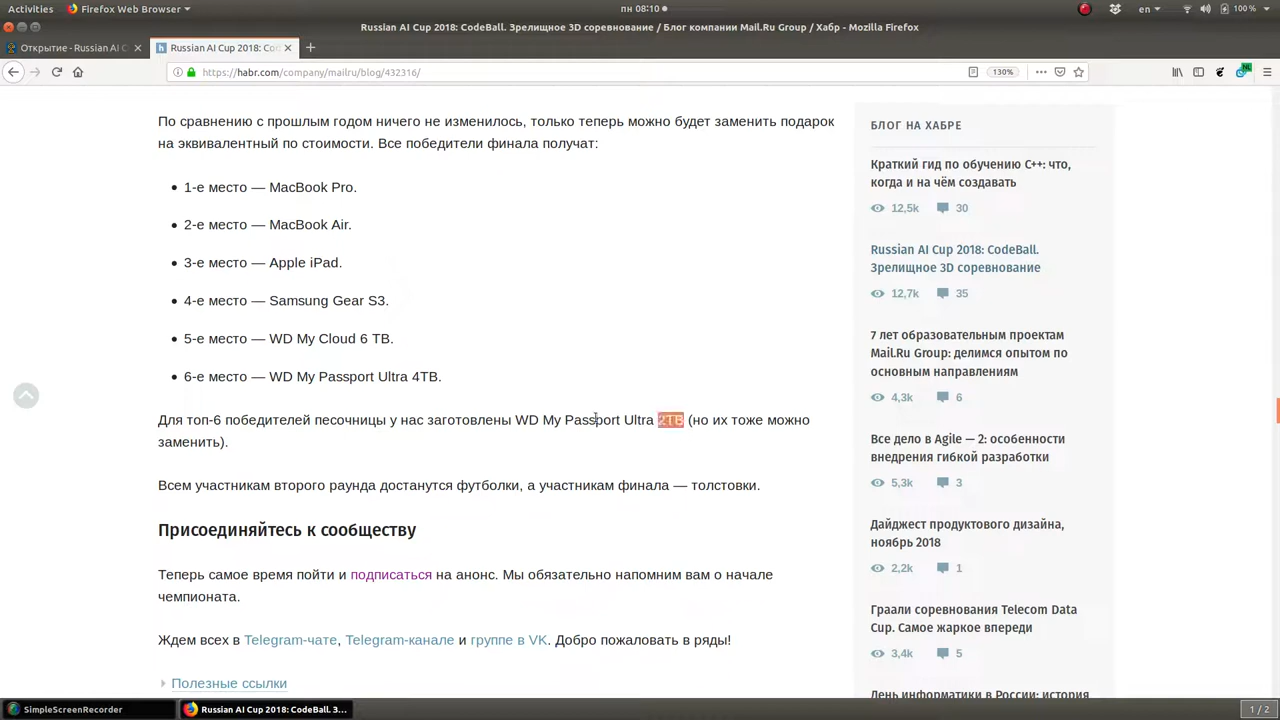 Activities
Firefox Web Browser
пн 08:10
en
100 %
Russian AI Cup 2018: CodeBall. Зрелищное 3D соревнование / Блог компании Mail.Ru Group / Хабр - Mozilla Firefox
Открытие - Russian AI C
Russian AI Cup 2018: Co
https://habr.com/company/mailru/blog/432316/
130%
NL
По сравнению с прошлым годом ничего не изменилось, только теперь можно будет заменить подарок
на эквивалентный по стоимости. Все победители финала получат:
1-е место — MacBook Pro.
2-е место — MacBook Air.
3-е место — Apple iPad.
4-е место — Samsung Gear S3.
5-е место — WD My Cloud 6 TB.
6-е место — WD My Passport Ultra 4TB.
Для топ-6 победителей песочницы у нас заготовлены WD My Passport Ultra 2TB (но их тоже можно
заменить).
Всем участникам второго раунда достанутся футболки, а участникам финала — толстовки.
Присоединяйтесь к сообществу
Теперь самое время пойти и подписаться на анонс. Мы обязательно напомним вам о начале
чемпионата.
Ждем всех в Telegram-чате, Telegram-канале и группе в VK. Добро пожаловать в ряды!
Полезные ссылки
БЛОГ НА ХАБРЕ
Краткий гид по обучению C++: что,
когда и на чём создавать
12,5k 30
Russian AI Cup 2018: CodeBall.
Зрелищное 3D соревнование
12,7k 35
7 лет образовательным проектам
Mail.Ru Group: делимся опытом по
основным направлениям
4,3k 6
Все дело в Agile — 2: особенности
внедрения гибкой разработки
5,3k 3
Дайджест продуктового дизайна,
ноябрь 2018
2,2k 1
Граали соревнования Telecom Data
Cup. Самое жаркое впереди
3,4k 5
День информатики в России: история
SimpleScreenRecorder
Russian AI Cup 2018: CodeBall. З...
1 / 2